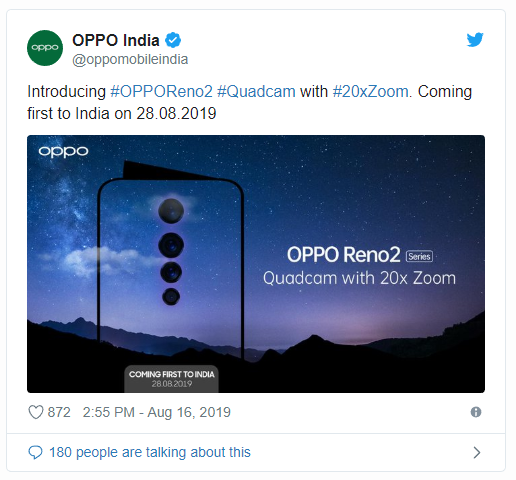 oppo
OPPO India
@oppomobileindia
Introducing #OPPOReno2 #Quadcam with #20xZoom. Coming
first to India on 28.08.2019
oppo
OPPO Reno2 Series
Quadcam with 20x Zoom
COMING FIRST TO INDIA
28.08.2019
872 2:55 PM - Aug 16, 2019
180 people are talking about this